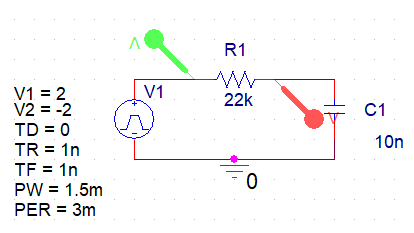 V
R1
V1
22k
V
C1
10n
0
V1 = 2
V2 = -2
TD = 0
TR = 1n
TF = 1n
PW = 1.5m
PER = 3m